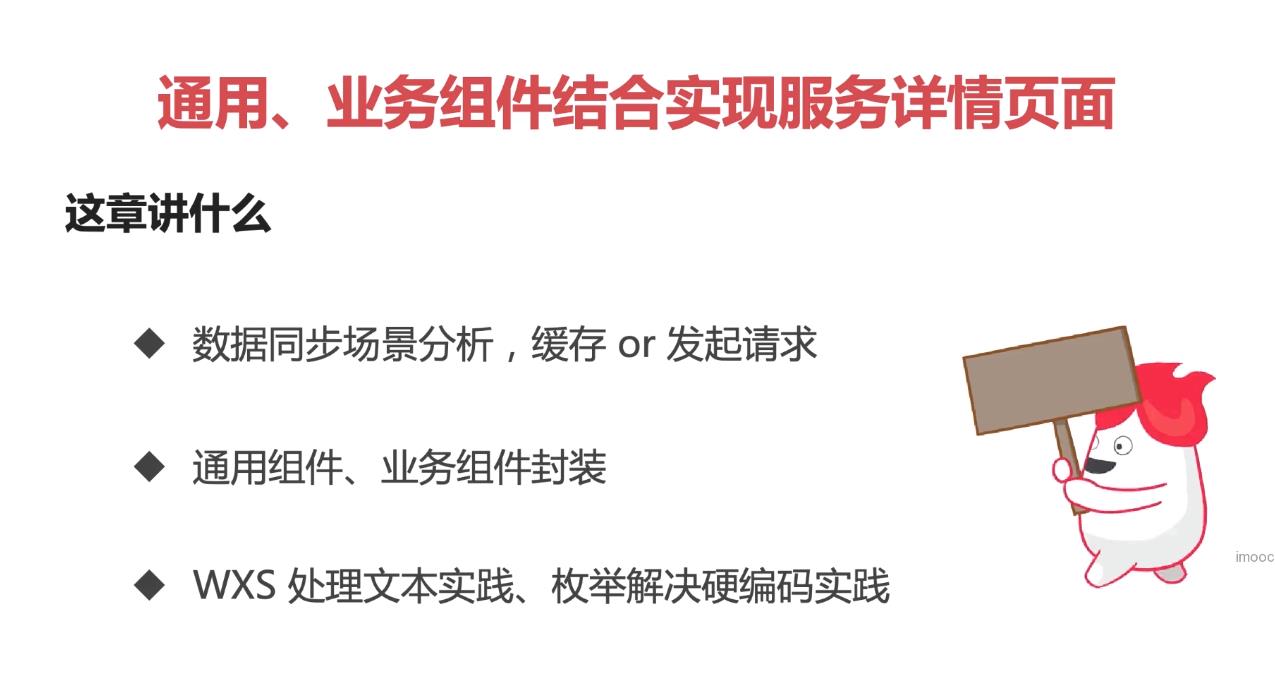 通用、业务组件结合实现服务详情页面
这章讲什么
◆ 数据同步场景分析，缓存 or 发起请求
◆ 通用组件、业务组件封装
◆ WXS 处理文本实践、枚举解决硬编码实践
imooc